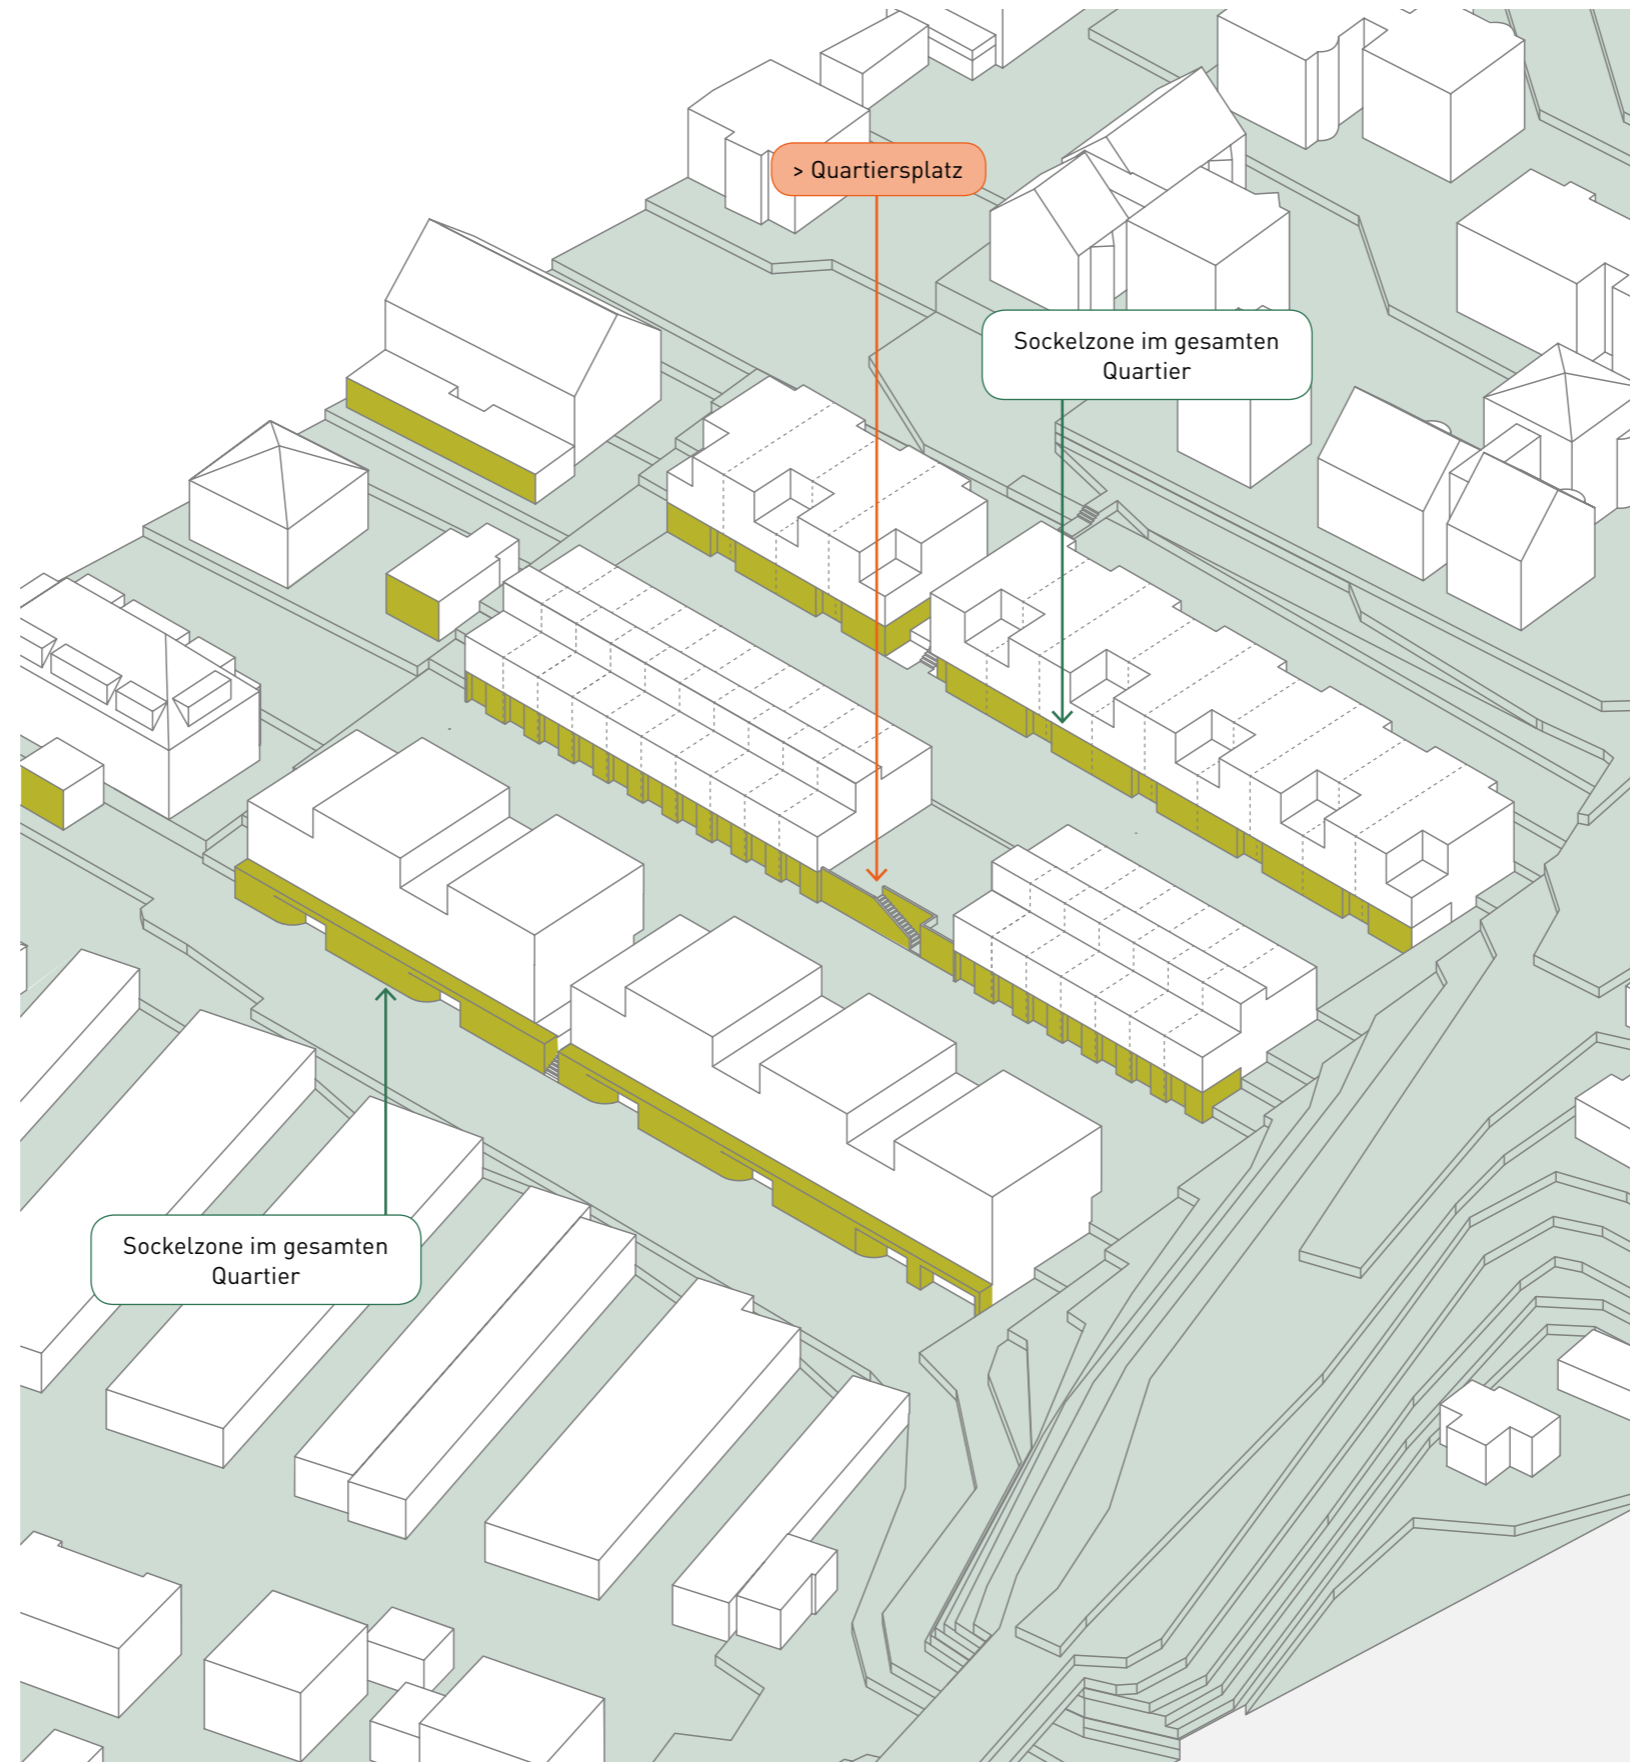 > Quartiersplatz
Sockelzone im gesamten
Quartier
Sockelzone im gesamten
Quartier